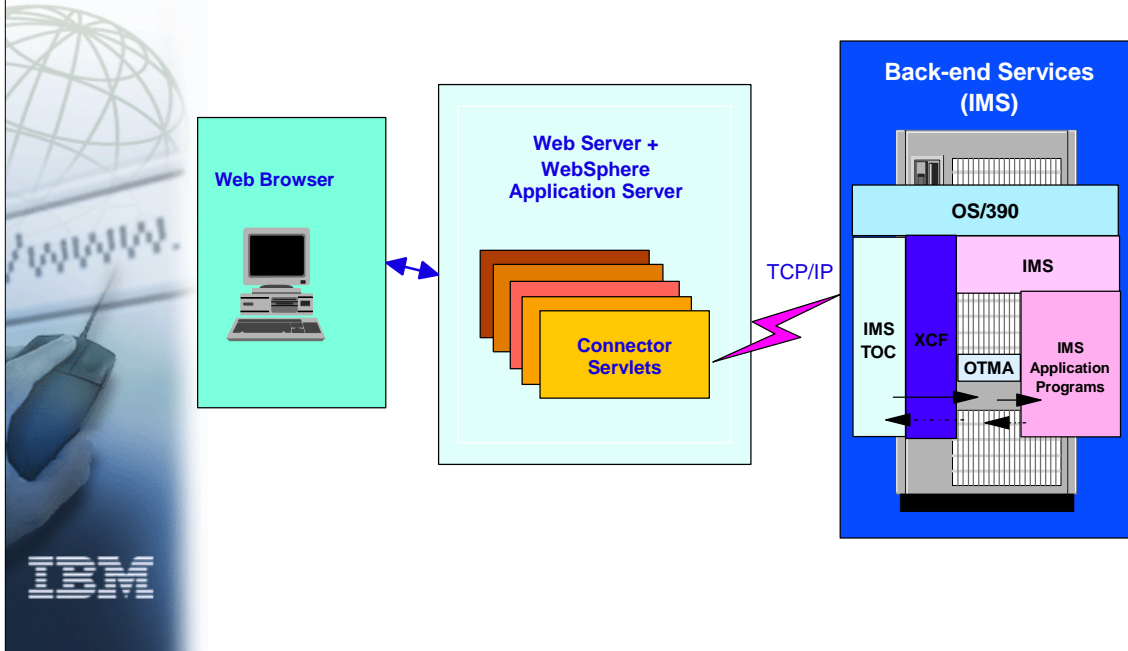 Web Browser
Web Server +
WebSphere
Application Server
Connector
Servlets
TCP/IP
Back-end Services
(IMS)
OS/390
IMS
IMS
TOC
XCF
OTMA
IMS
Application
Programs
WWW.
IBM